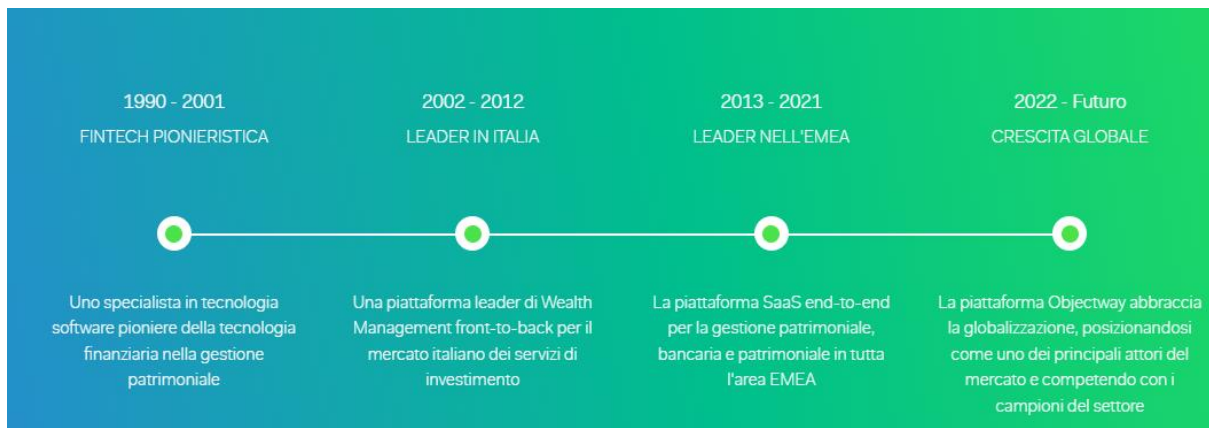 1990 - 2001
FINTECH PIONIERISTICA
Uno specialista in tecnologia
software pioniere della tecnologia
finanziaria nella gestione
patrimoniale
2002 - 2012
LEADER IN ITALIA
Una piattaforma leader di Wealth
Management front-to-back per il
mercato italiano dei servizi di
investimento
2013 - 2021
LEADER NELL'EMEA
La piattaforma SaaS end-to-end
per la gestione patrimoniale,
bancaria e patrimoniale in tutta
l'area EMEA
2022 - Futuro
CRESCITA GLOBALE
La piattaforma Objectway abbraccia
la globalizzazione, posizionandosi
come uno dei principali attori del
mercato e competendo con i
campioni del settore